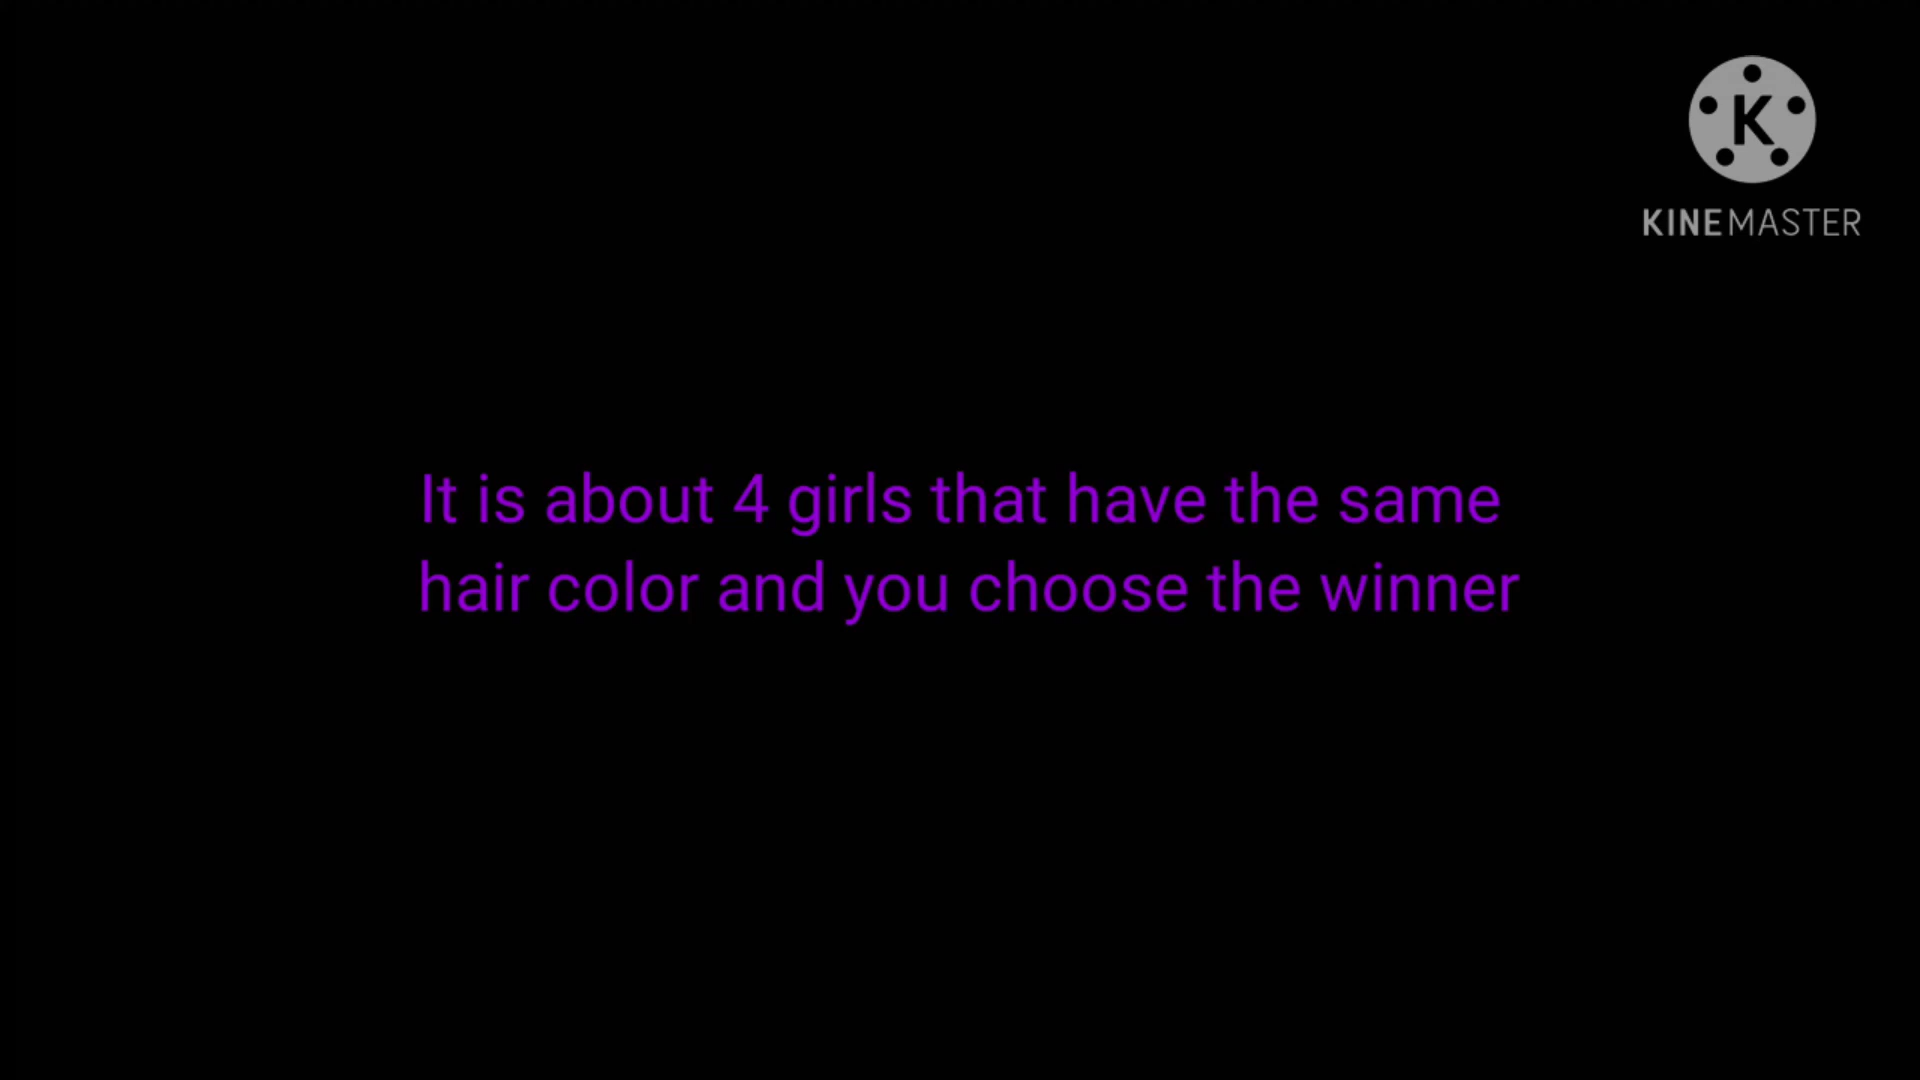 K
KINEMASTER
It is about 4 girls that have the same
hair color and you choose the winner